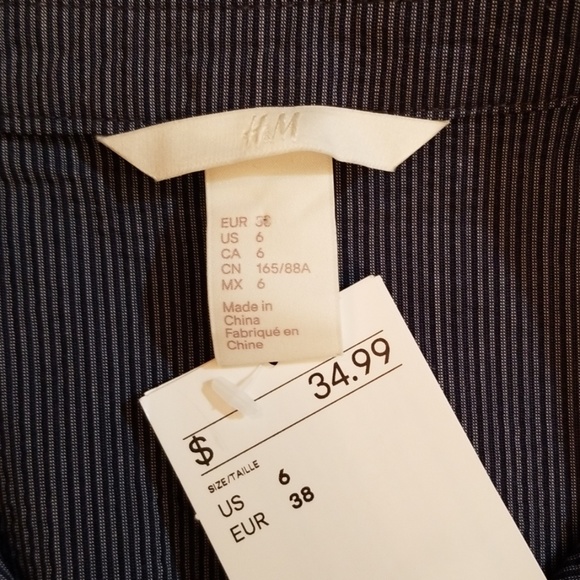 H&M
EUR 38
US 6
CA 6
CN 165/88A
MX 6
Made in
China
Fabriqué en
Chine
$ 34.99
SIZE/TAILLE
US 6
EUR 38